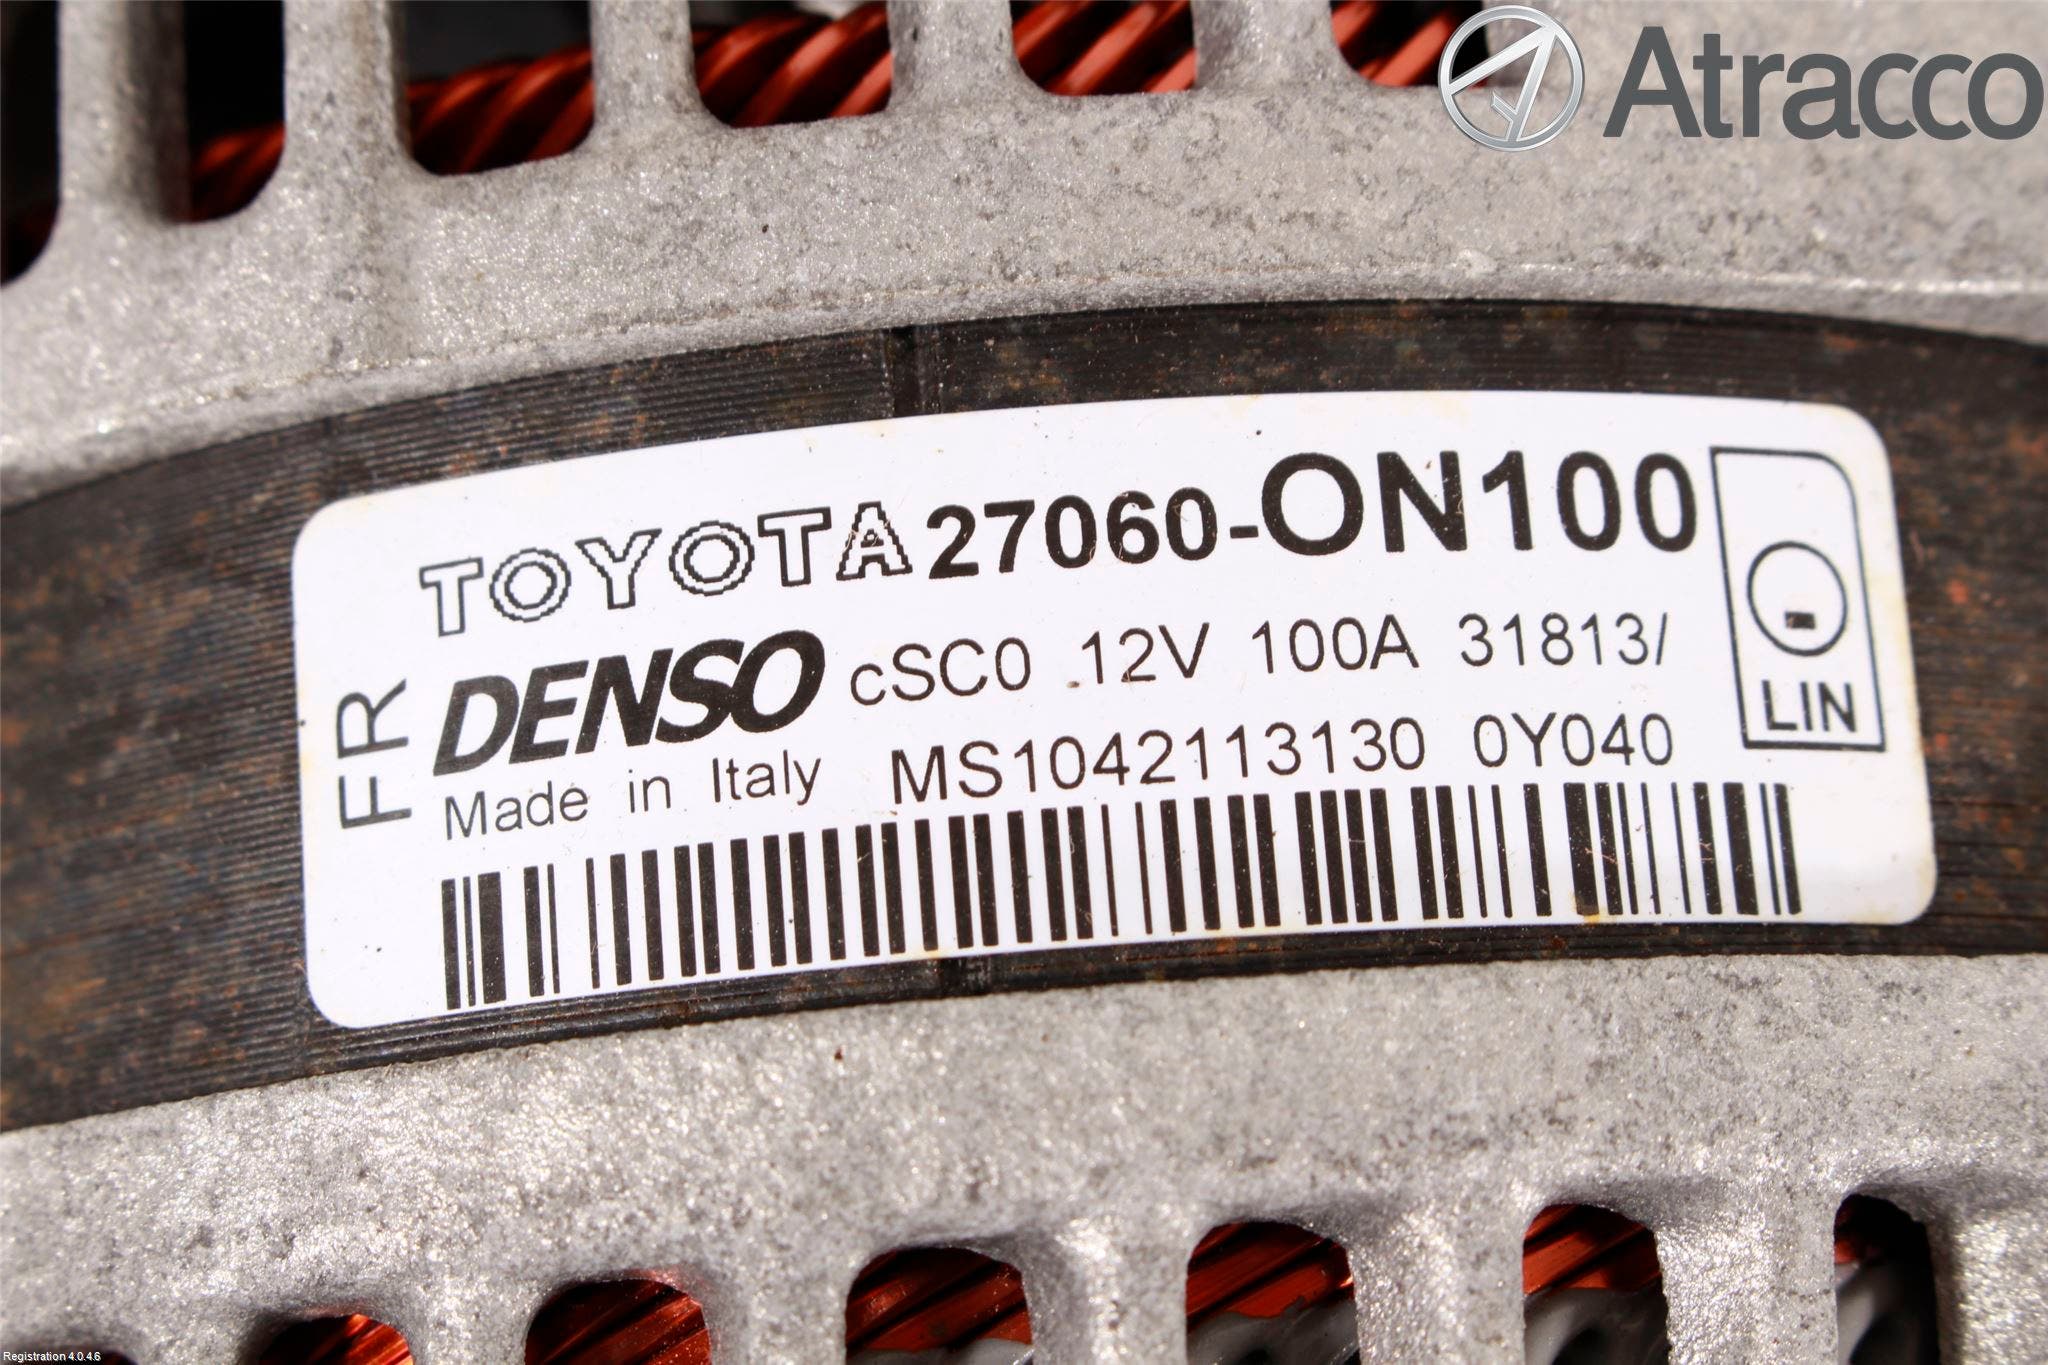 Atracco
TOYOTA 27060-0N100
FR
DENSO cSC0 12V 100A 31813/
Made in Italy MS1042113130 0Y040
LIN
Registration 4.0.4.6